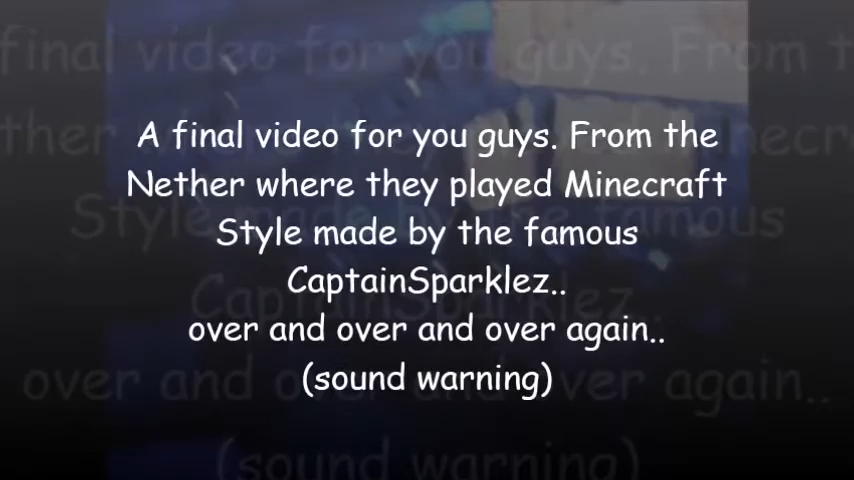 A final video for you guys. From the
Nether where they played Minecraft
Style made by the famous
CaptainSparklez..
over and over and over again..
(sound warning)